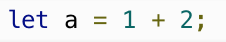 let a = 1 + 2;